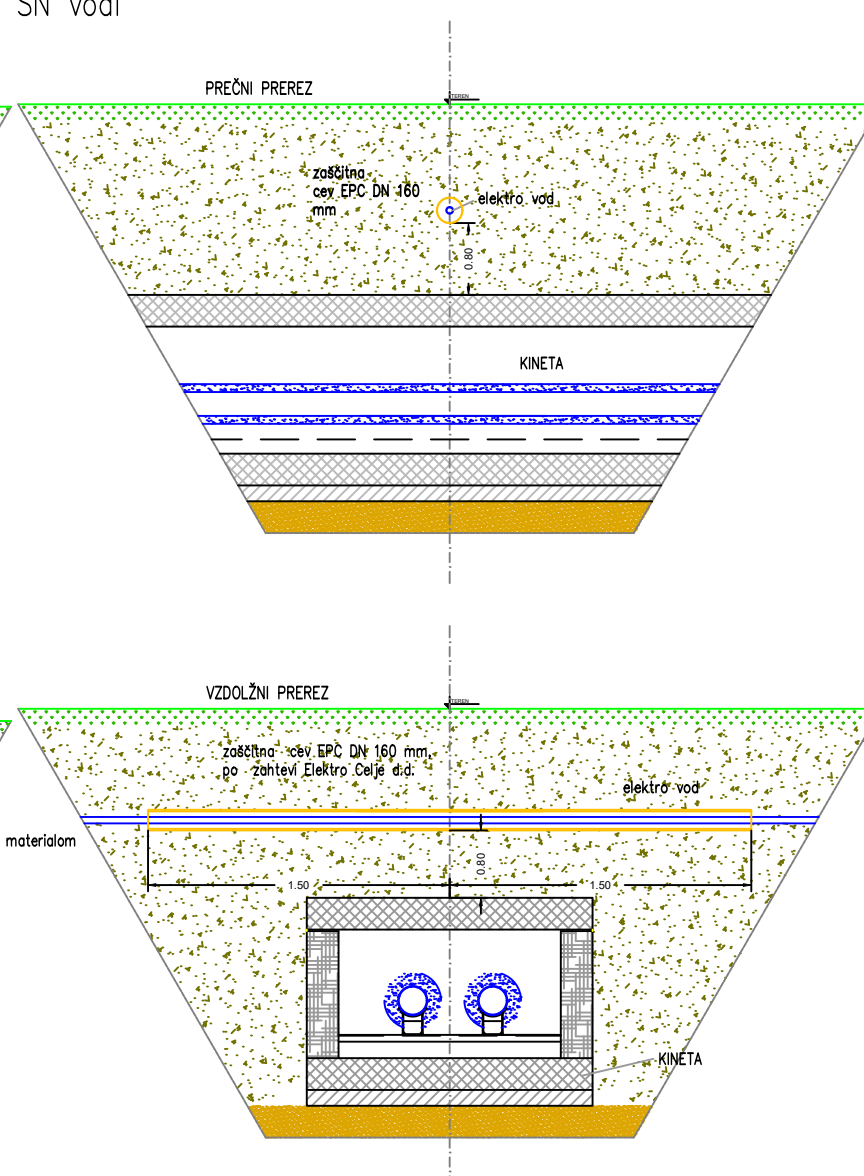 SN vodi
PREČNI PREREZ
TEREN
zaščitna
cev EPC DN 160
mm
elektro vod
0.80
KINETA
VZDOLŽNI PREREZ
TEREN
zaščitna cev EPC DN 160 mm,
po zahtevi Elektro Celje d.d.
elektro vod
materialom
0.80
1.50
1.50
KINETA